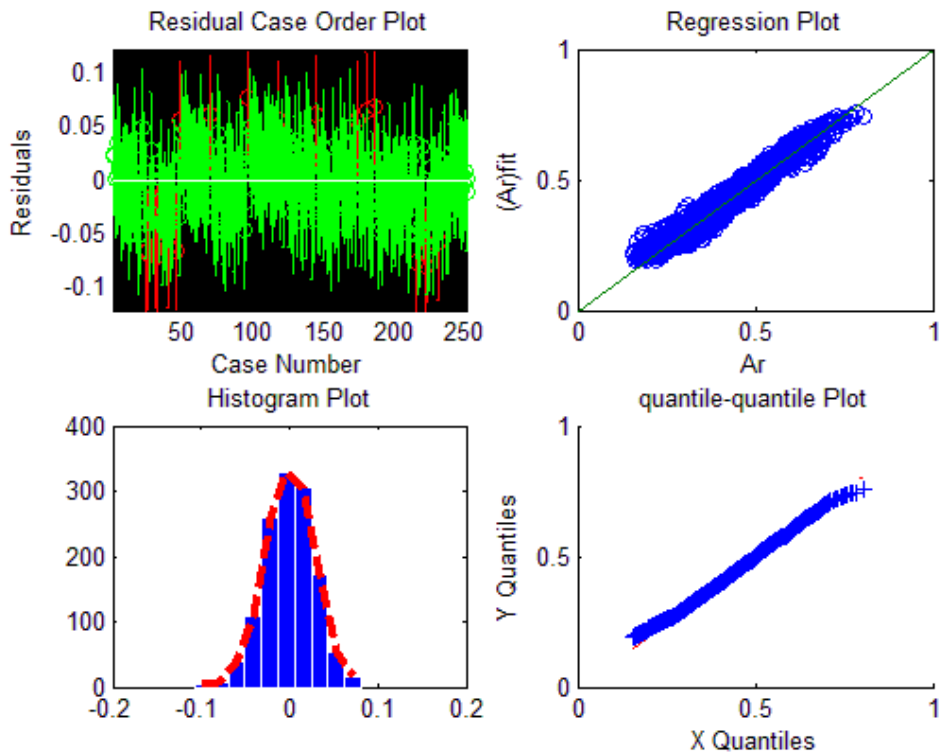 Residual Case Order Plot
0.1
0.05
0
-0.05
-0.1
Residuals
50 100 150 200 250
Case Number
Regression Plot
1
0.5
0
(Ar)fit
0 0.5 1
Ar
Histogram Plot
400
300
200
100
0
-0.2 -0.1 0 0.1 0.2
quantile-quantile Plot
1
0.5
0
Y Quantiles
0 0.5 1
X Quantiles